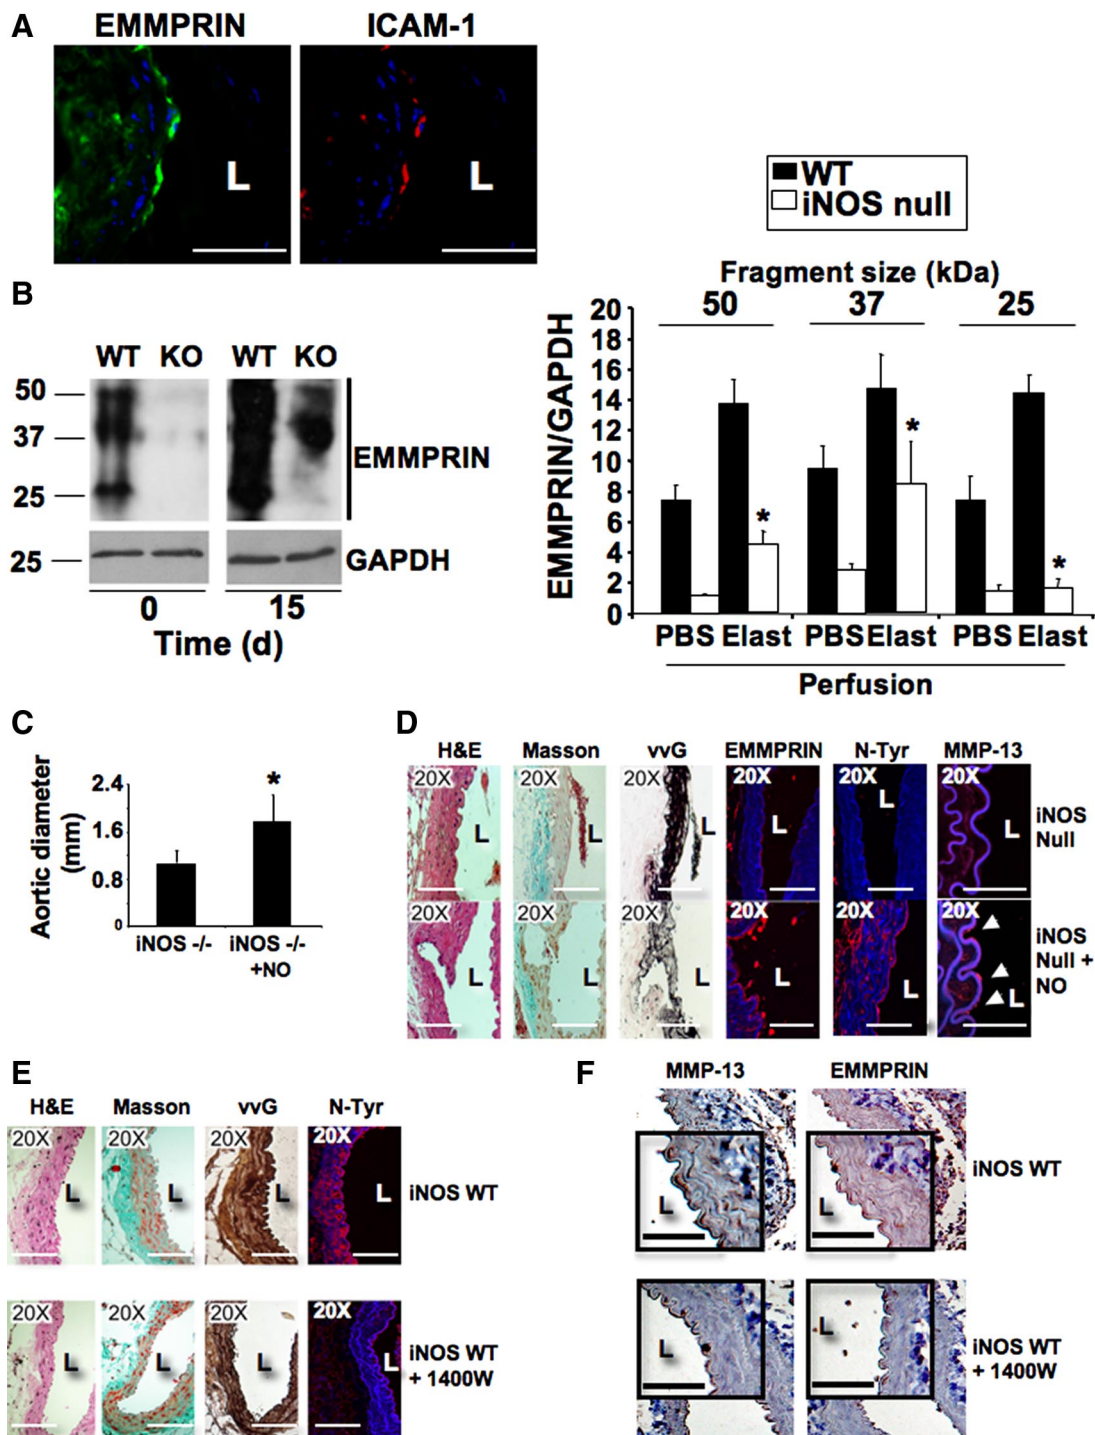 A
EMMPRIN
ICAM-1
L
L
B
WT KO WT KO
50
37
25
EMMPRIN
25
GAPDH
0
15
Time (d)
WT
iNOS null
Fragment size (kDa)
50
37
25
EMMPRIN/GAPDH
20
18
16
14
12
10
8
6
4
2
0
*
*
*
PBS Elast PBS Elast PBS Elast
Perfusion
C
Aortic diameter
(mm)
2.4
1.6
0.8
0
*
iNOS -/-
iNOS -/-
+NO
D
H&E Masson vvG EMMPRIN N-Tyr MMP-13
20X 20X 20X 20X 20X 20X
L L L L L L
iNOS
Null
20X 20X 20X 20X 20X 20X
L L L L L L
iNOS
Null +
NO
E
H&E Masson vvG N-Tyr
20X 20X 20X 20X
L L L L
iNOS WT
20X 20X 20X 20X
L L L L
iNOS WT
+ 1400W
F
MMP-13
EMMPRIN
L
L
iNOS WT
L
L
iNOS WT
+ 1400W